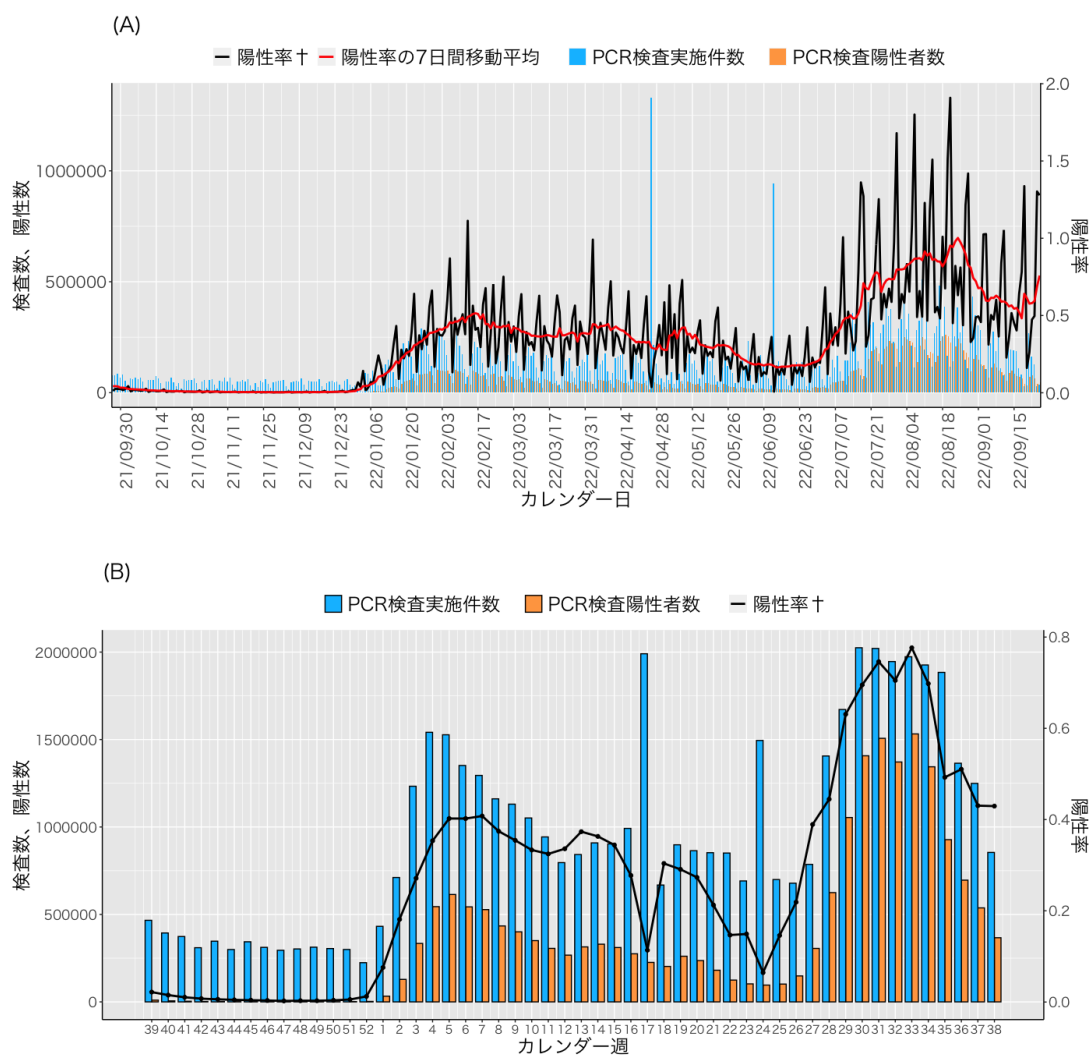 (A)
陽性率† 陽性率の7日間移動平均 PCR検査実施件数 PCR検査陽性者数
検査数、陽性数
1000000
500000
0
2.0
1.5
1.0
0.5
0.0
陽性率
21/09/30 21/10/14 21/10/28 21/11/11 21/11/25 21/12/09 21/12/23 22/01/06 22/01/20 22/02/03 22/02/17 22/03/03 22/03/17 22/03/31 22/04/14 22/04/28 22/05/12 22/05/26 22/06/09 22/06/23 22/07/07 22/07/21 22/08/04 22/08/18 22/09/01 22/09/15
カレンダー日
(B)
PCR検査実施件数 PCR検査陽性者数 陽性率†
検査数、陽性数
2000000
1500000
1000000
500000
0
0.8
0.6
0.4
0.2
0.0
陽性率
39 40 41 42 43 44 45 46 47 48 49 50 51 52 1 2 3 4 5 6 7 8 9 10 11 12 13 14 15 16 17 18 19 20 21 22 23 24 25 26 27 28 29 30 31 32 33 34 35 36 37 38
カレンダー週